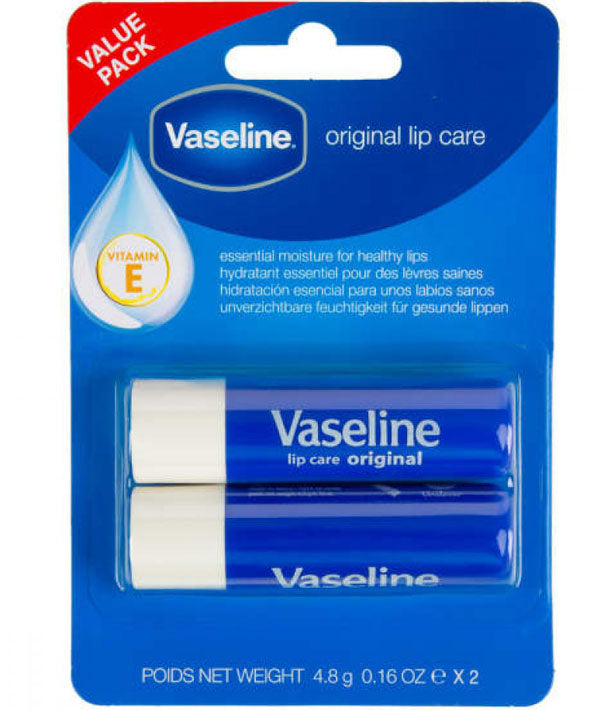 VALUE
PACK
Vaseline.
original lip care
VITAMIN
E
essential moisture for healthy lips
hydratant essentiel pour des lèvres saines
hidratación esencial para unos labios sanos
unverzichtbare feuchtigkeit für gesunde lippen
Vaseline
lip care original
Vaseline
POIDS NET WEIGHT 4.8 g 0.16 OZ ℮ X 2